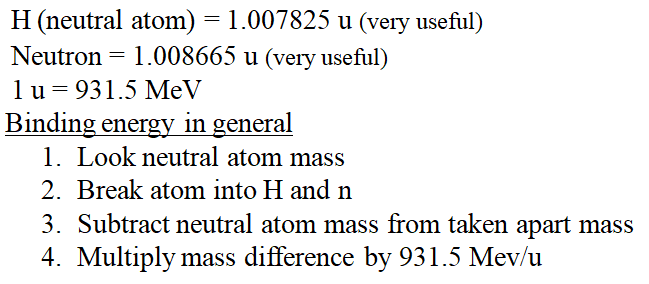 H (neutral atom) = 1.007825 u (very useful)
Neutron = 1.008665 u (very useful)
1 u = 931.5 MeV
Binding energy in general
1. Look neutral atom mass
2. Break atom into H and n
3. Subtract neutral atom mass from taken apart mass
4. Multiply mass difference by 931.5 Mev/u